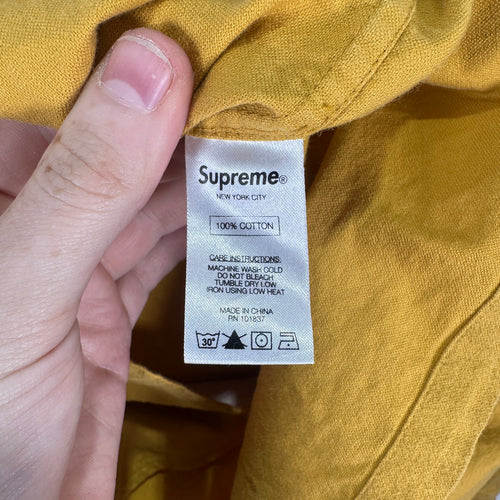 Supreme®
NEW YORK CITY
100% COTTON
CARE INSTRUCTIONS:
MACHINE WASH COLD
DO NOT BLEACH
TUMBLE DRY LOW
IRON USING LOW HEAT
MADE IN CHINA
PN 101837
30°